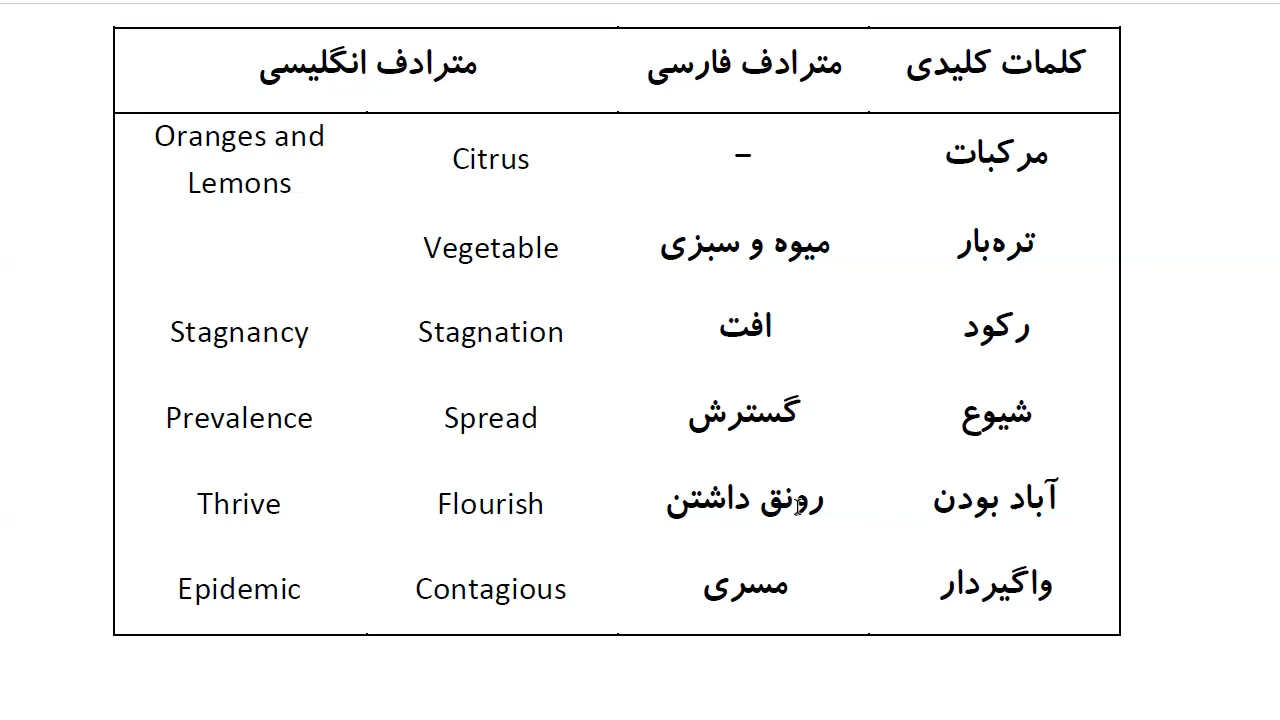 کلمات کلیدی مترادف فارسی مترادف انگلیسی
مرکبات – Citrus Oranges and
Lemons
تره‌بار میوه و سبزی Vegetable
رکود افت Stagnation Stagnancy
شیوع گسترش Spread Prevalence
آباد بودن رونق داشتن Flourish Thrive
واگیردار مسری Contagious Epidemic